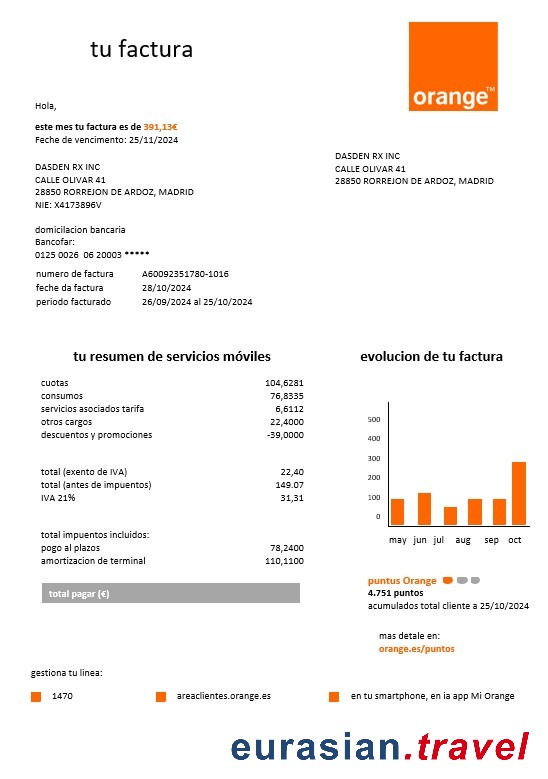 tu factura
orange™
Hola,
este mes tu factura es de 391,13€
Feche de vencimento: 25/11/2024
DASDEN RX INC
CALLE OLIVAR 41
28850 RORREJON DE ARDOZ, MADRID
NIE: X4173896V
DASDEN RX INC
CALLE OLIVAR 41
28850 RORREJON DE ARDOZ, MADRID
domicilacion bancaria
Bancofar:
0125 0026 06 20003 *****
numero de factura A60092351780-1016
feche da factura 28/10/2024
periodo facturado 26/09/2024 al 25/10/2024
tu resumen de servicios móviles
cuotas 104,6281
consumos 76,8335
servicios asociados tarifa 6,6112
otros cargos 22,4000
descuentos y promociones -39,0000
total (exento de IVA) 22,40
total (antes de impuentos) 149.07
IVA 21% 31,31
total impuentos incluidos:
pogo al plazos 78,2400
amortizacion de terminal 110,1100
total pagar (€)
evolucion de tu factura
500
400
300
200
100
0
may jun jul aug sep oct
puntus Orange
4.751 puntos
acumulados total cliente a 25/10/2024
mas detale en:
orange.es/puntos
gestiona tu linea:
1470 areaclientes.orange.es en tu smartphone, en ia app Mi Orange
eurasian.travel